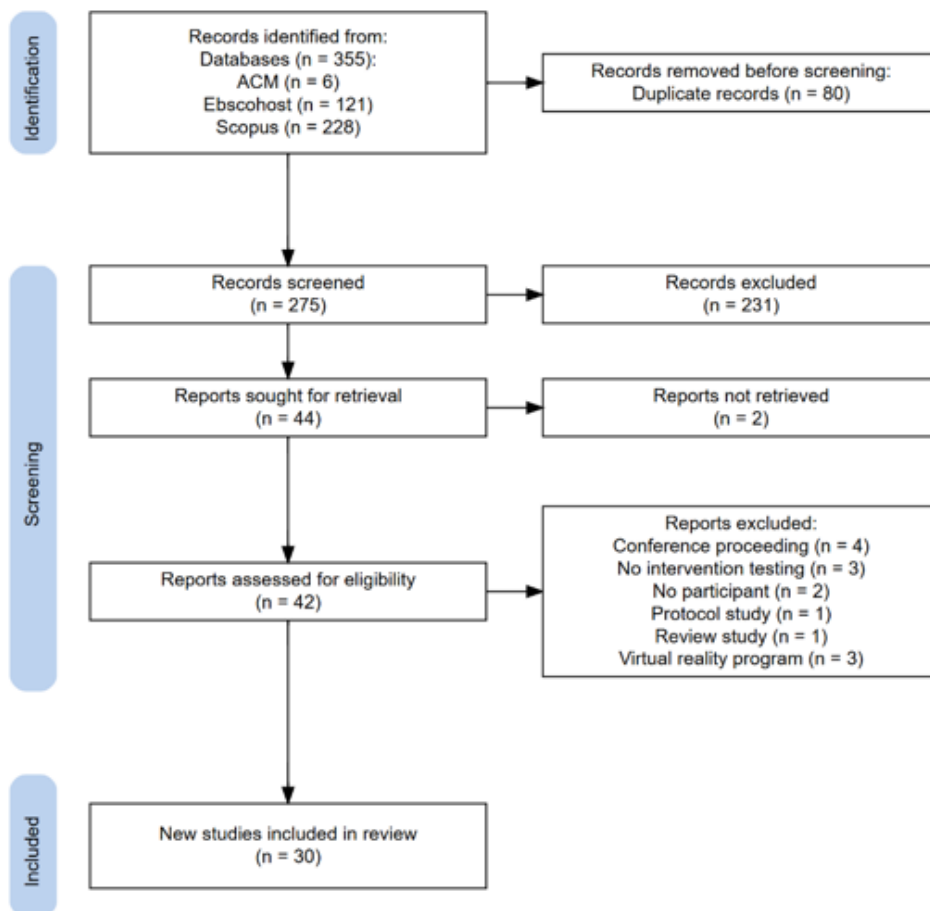 Identification
Records identified from:
Databases (n = 355):
ACM (n = 6)
Ebscohost (n = 121)
Scopus (n = 228)
Records removed before screening:
Duplicate records (n = 80)
Screening
Records screened
(n = 275)
Records excluded
(n = 231)
Reports sought for retrieval
(n = 44)
Reports not retrieved
(n = 2)
Reports assessed for eligibility
(n = 42)
Reports excluded:
Conference proceeding (n = 4)
No intervention testing (n = 3)
No participant (n = 2)
Protocol study (n = 1)
Review study (n = 1)
Virtual reality program (n = 3)
Included
New studies included in review
(n = 30)